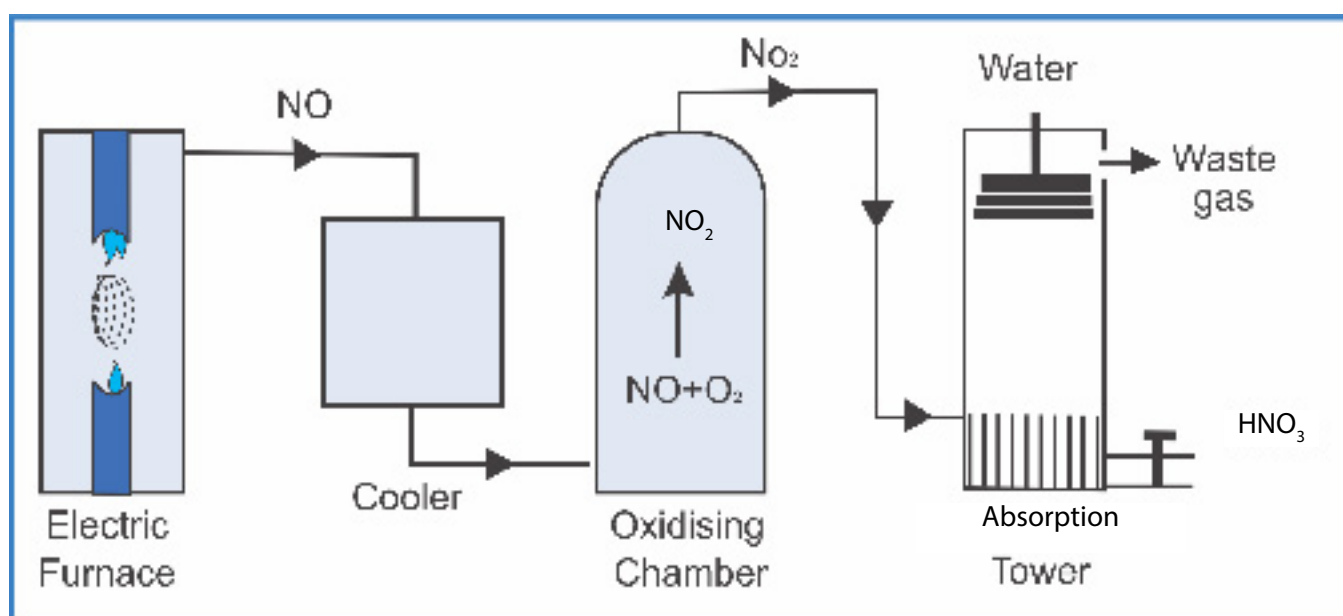 NO
No₂
Water
Waste
gas
NO₂
NO+O₂
HNO₃
Cooler
Electric
Furnace
Oxidising
Chamber
Absorption
Tower